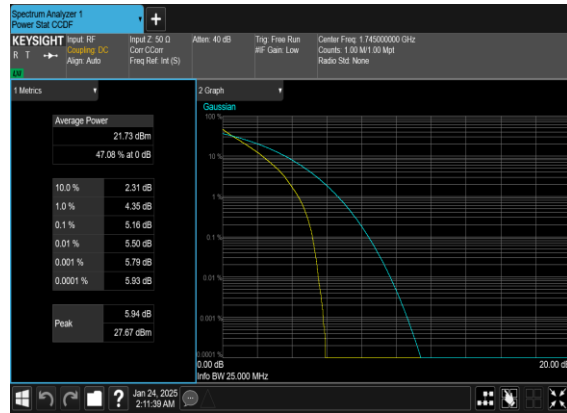 Spectrum Analyzer 1
Power Stat CCDF
KEYSIGHT
R T
Input: RF
Coupling: DC
Align: Auto
Input Z: 50 Ω
Corr CCorr
Freq Ref: Int (S)
Atten: 40 dB
Trig: Free Run
#IF Gain: Low
Center Freq: 1.745000000 GHz
Counts: 1.00 M/1.00 Mpt
Radio Std: None
1 Metrics
Average Power
21.73 dBm
47.08 % at 0 dB
10.0 % 2.31 dB
1.0 % 4.35 dB
0.1 % 5.16 dB
0.01 % 5.50 dB
0.001 % 5.79 dB
0.0001 % 5.93 dB
Peak
5.94 dB
27.67 dBm
2 Graph
Gaussian
100 %
10 %
1 %
0.1 %
0.01 %
0.001 %
0.0001 %
0.00 dB
20.00 dB
Info BW 25.000 MHz
?
Jan 24, 2025
2:11:39 AM